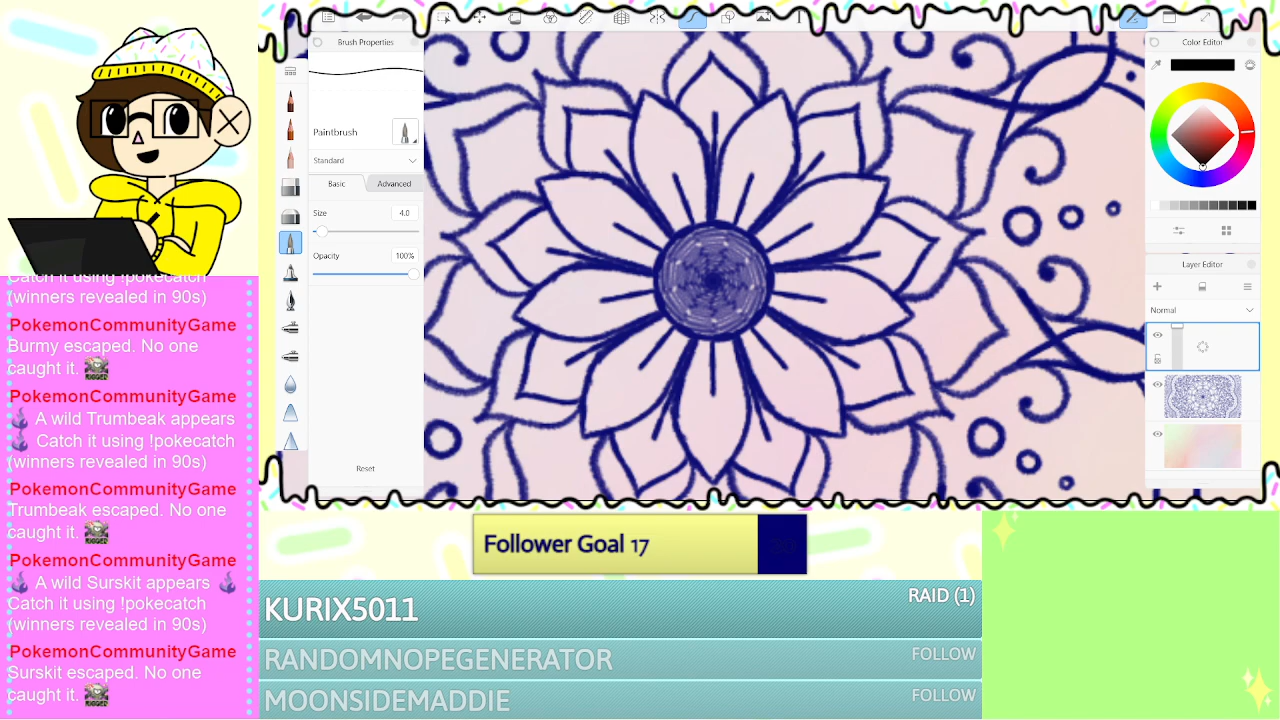 Catch it using !pokecatch
(winners revealed in 90s)
PokemonCommunityGame
Burmy escaped. No one
caught it.
PokemonCommunityGame
A wild Trumbeak appears
Catch it using !pokecatch
(winners revealed in 90s)
PokemonCommunityGame
Trumbeak escaped. No one
caught it.
PokemonCommunityGame
A wild Surskit appears
Catch it using !pokecatch
(winners revealed in 90s)
PokemonCommunityGame
Surskit escaped. No one
caught it.
Brush Properties
Paintbrush
Standard
Basic
Advanced
Size
4.0
Opacity
100%
Reset
Color Editor
Layer Editor
Normal
Follower Goal 17
KURIX5011
RAID (1)
RANDOMNOPEGENERATOR
FOLLOW
MOONSIDEMADDIE
FOLLOW